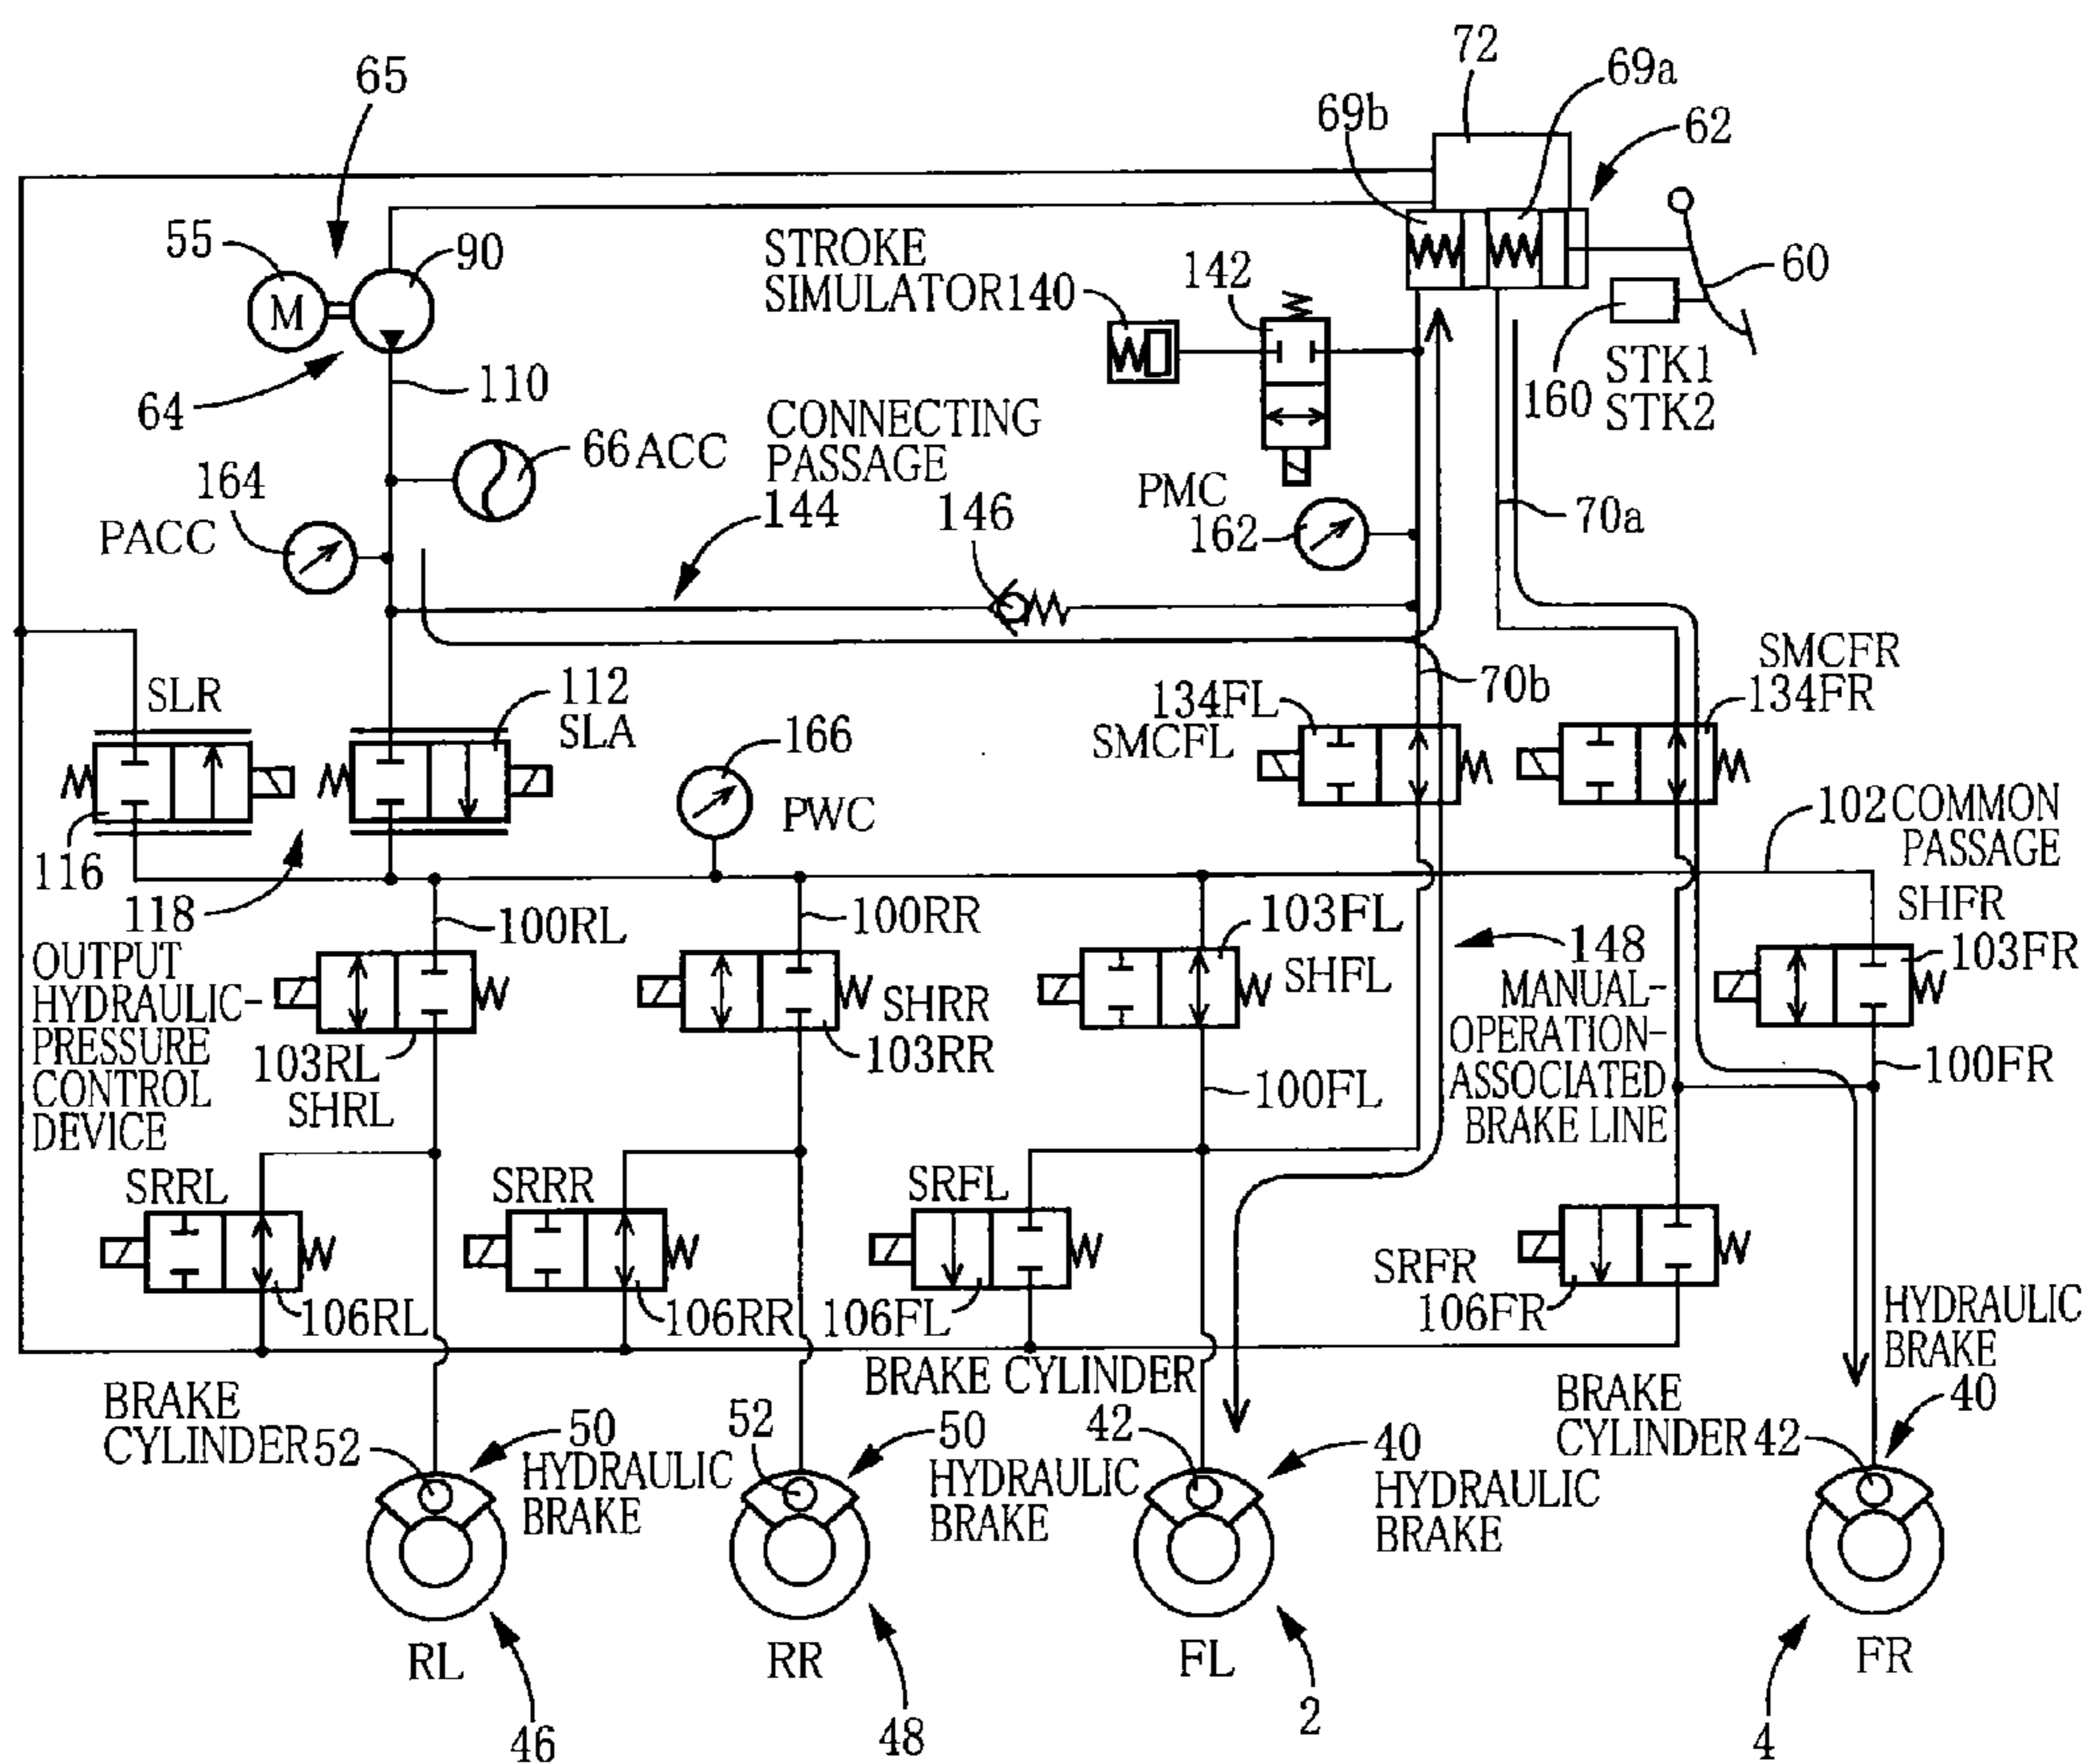 72
69a
65
69b
62
55
90
STROKE
SIMULATOR140
142
60
M
110
64
CONNECTING
PASSAGE
160
STK1
STK2
66ACC
164
144
146
PMC
162
70a
PACC
SMCFR
134FR
SLR
112
SLA
134FL
SMCFL
70b
166
PWC
102COMMON
PASSAGE
116
118
100RL
100RR
103FL
SHFL
SHFR
103FR
148
OUTPUT
HYDRAULIC-
PRESSURE
CONTROL
DEVICE
MANUAL-
OPERATION-
ASSOCIATED
BRAKE LINE
SHRR
103RR
103RL
SHRL
100FL
100FR
SRRL
SRRR
SRFL
SRFR
106RL
106RR
106FL
106FR
HYDRAULIC
BRAKE
40
BRAKE CYLINDER
42
BRAKE
CYLINDER52
50
HYDRAULIC
BRAKE
52
50
HYDRAULIC
BRAKE
40
HYDRAULIC
BRAKE
BRAKE
CYLINDER42
RL
RR
FL
FR
46
48
2
4